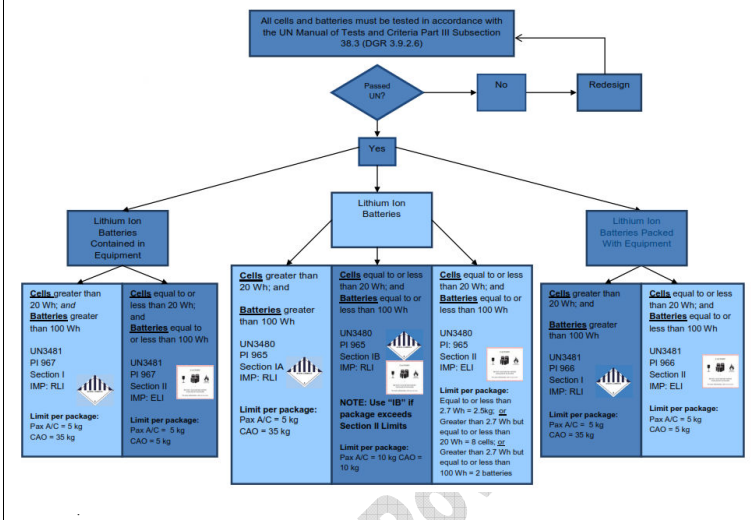 All cells and batteries must be tested in accordance with
the UN Manual of Tests and Criteria Part III Subsection
38.3 (DGR 3.9.2.6)
Passed
UN?
No
Redesign
Yes
Lithium Ion
Batteries
Contained in
Equipment
Lithium Ion
Batteries
Lithium Ion
Batteries Packed
With Equipment
Cells greater than
20 Wh; and
Batteries greater
than 100 Wh
UN3481
PI 967
Section I
IMP: RLI
Limit per package:
Pax A/C = 5 kg
CAO = 35 kg
Cells equal to or
less than 20 Wh;
and
Batteries equal to
or less than 100 Wh
UN3481
PI 967
Section II
IMP: ELI
Limit per package:
Pax A/C = 5 kg
CAO = 5 kg
Cells greater than
20 Wh; and
Batteries greater
than 100 Wh
UN3480
PI 965
Section IA
IMP: RLI
Limit per package:
Pax A/C = 5 kg
CAO = 35 kg
Cells equal to or less
than 20 Wh; and
Batteries equal to or
less than 100 Wh
UN3480
PI 965
Section IB
IMP: RLI
NOTE: Use "IB" if
package exceeds
Section II Limits
Limit per package:
Pax A/C = 10 kg CAO =
10 kg
Cells equal to or less
than 20 Wh; and
Batteries equal to or
less than 100 Wh
UN3480
PI 965
Section II
IMP: ELI
Limit per package:
Equal to or less than
2.7 Wh = 2.5kg; or
Greater than 2.7 Wh but
equal to or less than
20 Wh = 8 cells; or
Greater than 2.7 Wh but
equal to or less than
100 Wh = 2 batteries
Cells greater than
20 Wh; and
Batteries greater
than 100 Wh
UN3481
PI 966
Section I
IMP: RLI
Limit per package:
Pax A/C = 5 kg
CAO = 35 kg
Cells equal to or less
than 20 Wh; and
Batteries equal to or
less than 100 Wh
UN3481
PI 966
Section II
IMP: ELI
Limit per package:
Pax A/C = 5 kg
CAO = 5 kg